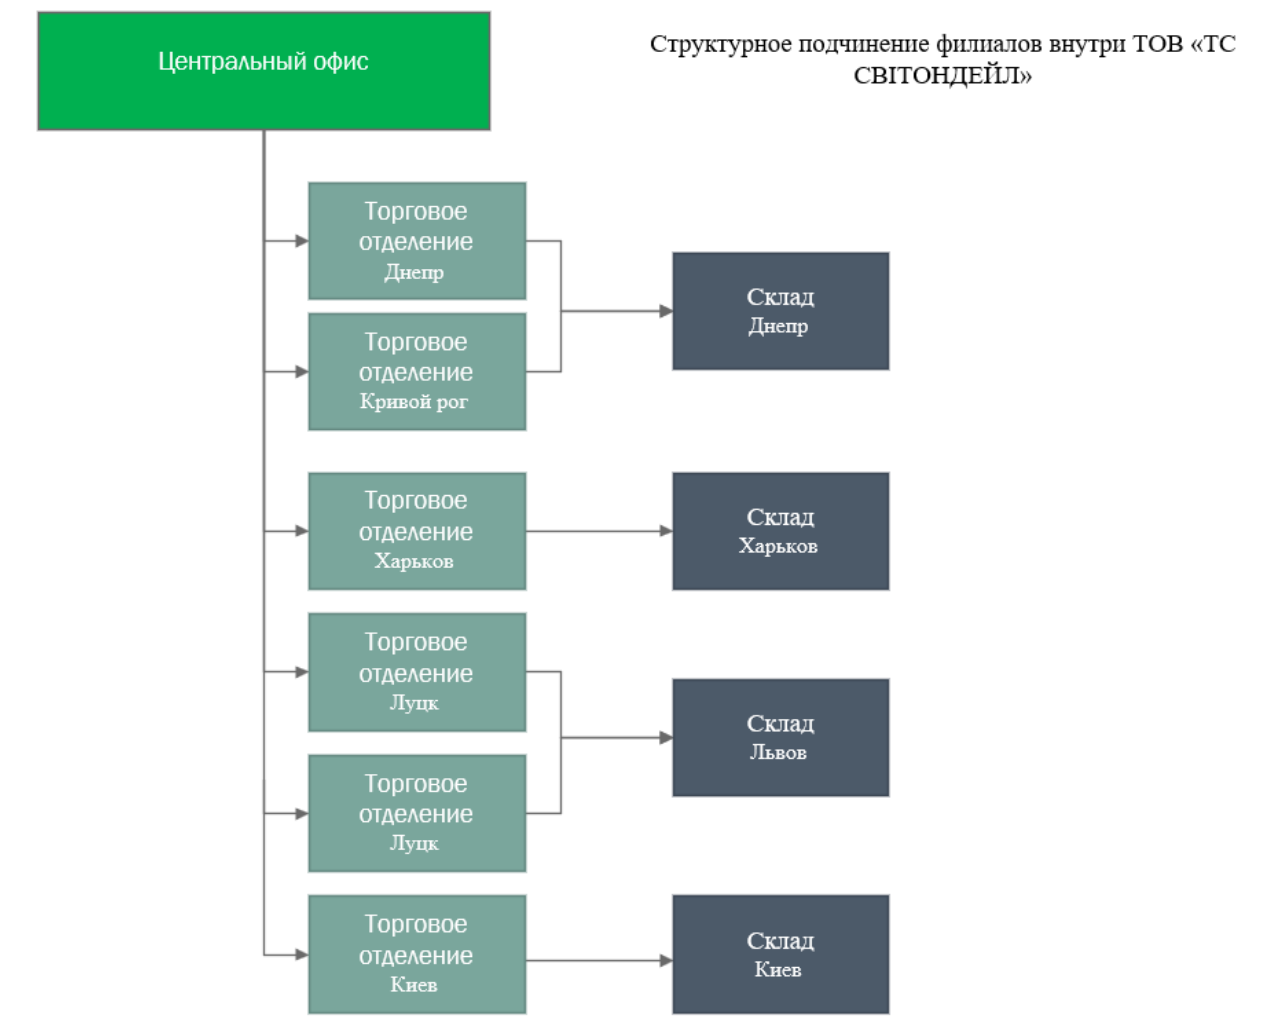 Центральный офис
Структурное подчинение филиалов внутри ТОВ «ТС
СВІТОНДЕЙЛ»
Торговое
отделение
Днепр
Склад
Днепр
Торговое
отделение
Кривой рог
Торговое
отделение
Харьков
Склад
Харьков
Торговое
отделение
Луцк
Склад
Львов
Торговое
отделение
Луцк
Торговое
отделение
Киев
Склад
Киев